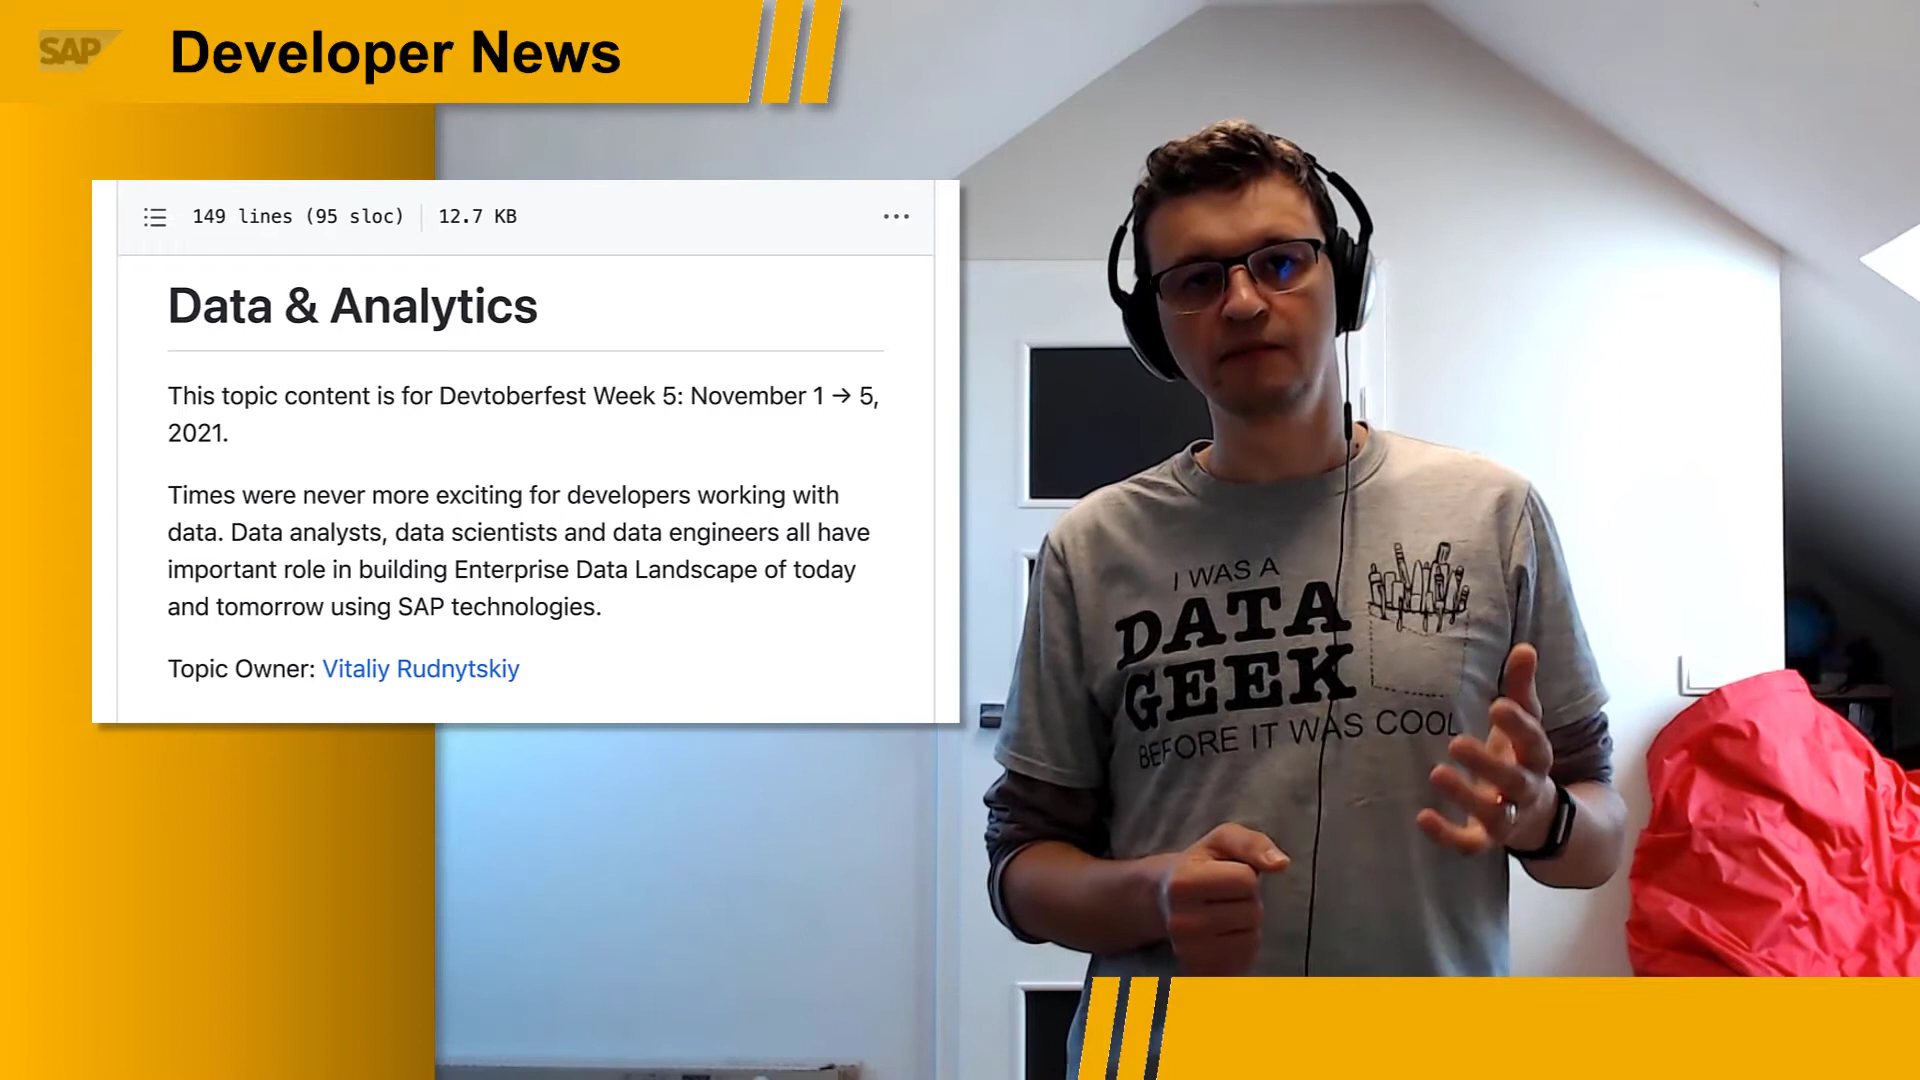 SAP
Developer News
149 lines (95 sloc) 12.7 KB
Data & Analytics
This topic content is for Devtoberfest Week 5: November 1 → 5,
2021.
Times were never more exciting for developers working with
data. Data analysts, data scientists and data engineers all have
important role in building Enterprise Data Landscape of today
and tomorrow using SAP technologies.
Topic Owner: Vitaliy Rudnytskiy
I WAS A
DATA
GEEK
BEFORE IT WAS COOL